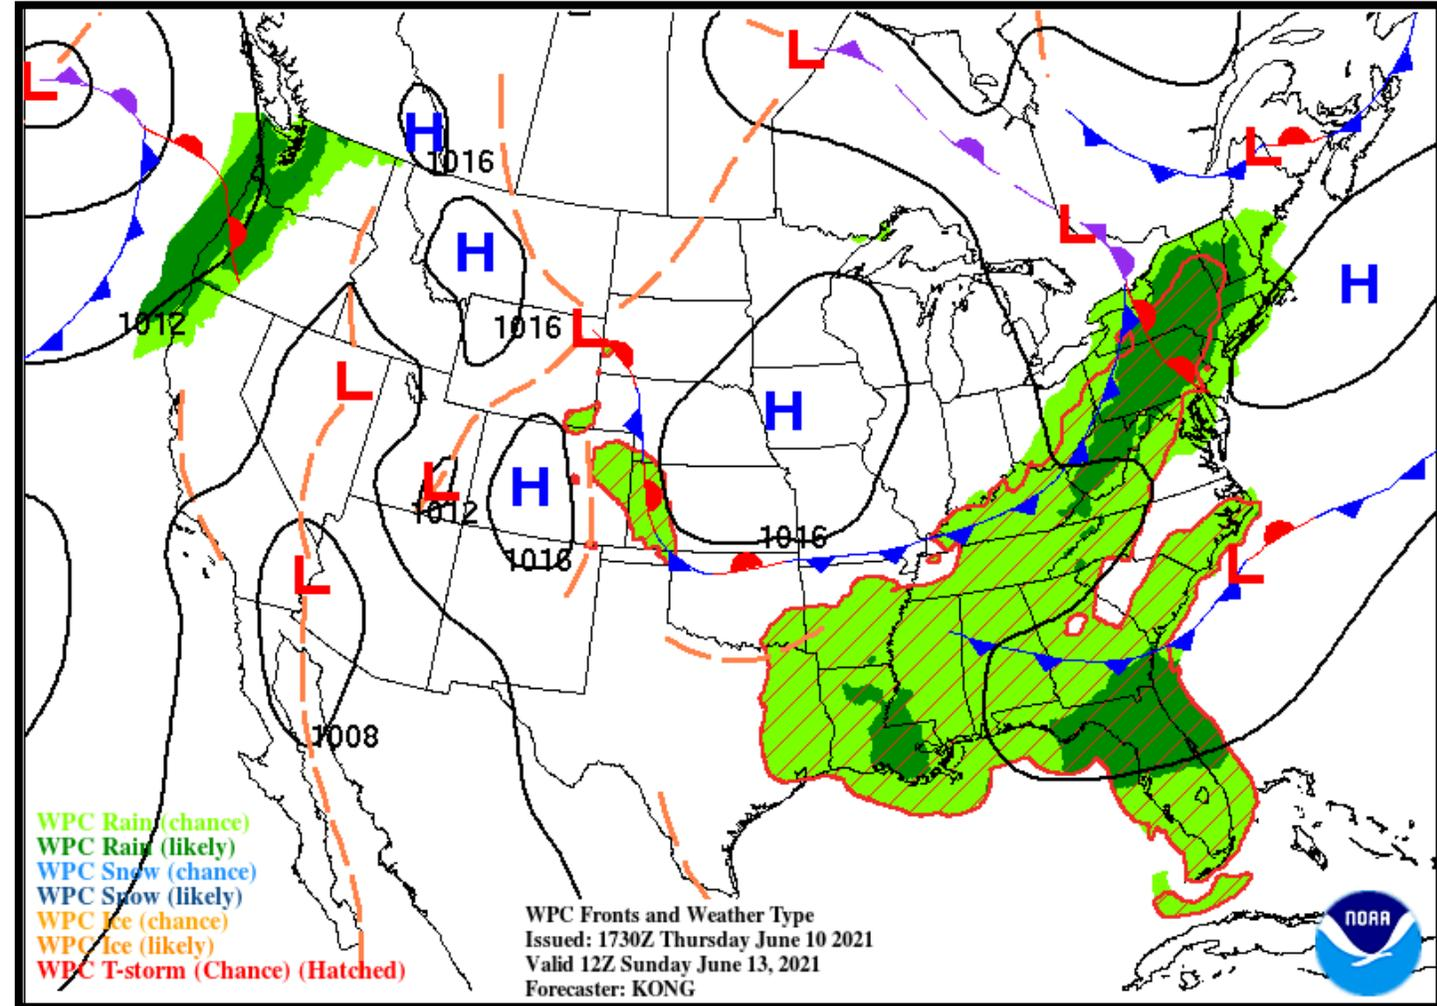 L
L
H
1016
L
L
H
H
1016
1012
L
L
H
L
1012
H
1016
1016
L
L
1008
WPC Rain (chance)
WPC Rain (likely)
WPC Snow (chance)
WPC Snow (likely)
WPC Ice (chance)
WPC Ice (likely)
WPC T-storm (Chance) (Hatched)
WPC Fronts and Weather Type
Issued: 1730Z Thursday June 10 2021
Valid 12Z Sunday June 13, 2021
Forecaster: KONG
NOAA